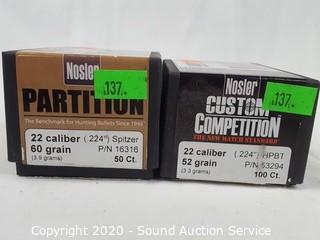 Nosler
.137.
PARTITION
The Benchmark for Hunting Bullets Since 1948
22 caliber (.224") Spitzer
60 grain P/N 16316
(3.9 grams) 50 Ct.
Nosler
.137.
CUSTOM
COMPETITION
THE NEW MATCH STANDARD
22 caliber (.224") HPBT
52 grain P/N 53294
(3.3 grams) 100 Ct.
Copyright 2020 - Auction Ohio